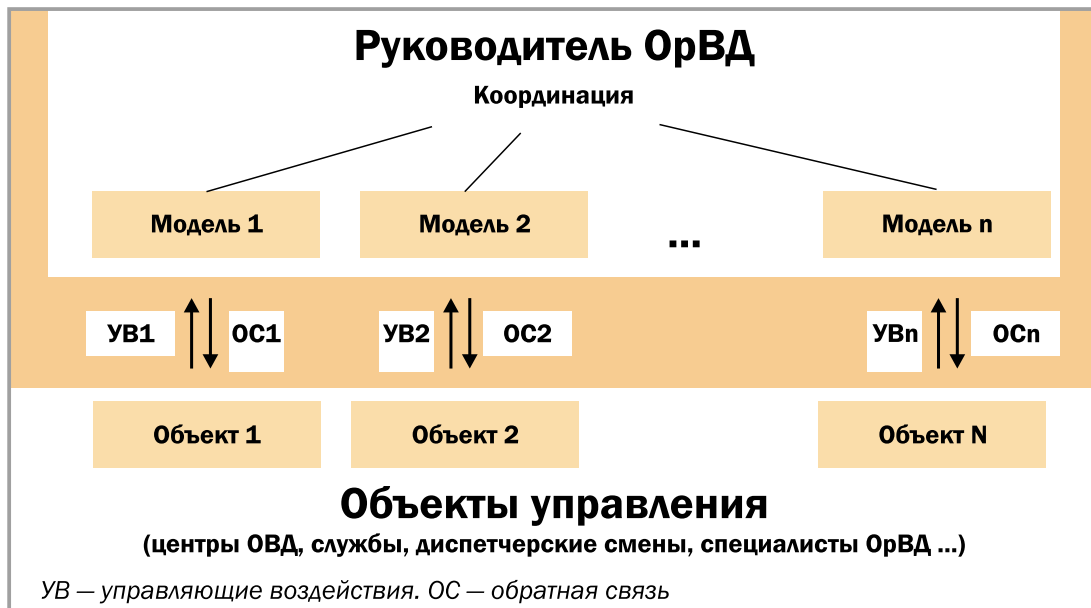 Руководитель ОрВД
Координация
Модель 1 Модель 2 ... Модель n
УВ1 ОС1 УВ2 ОС2 УВn ОСn
Объект 1 Объект 2 Объект N
Объекты управления
(центры ОВД, службы, диспетчерские смены, специалисты ОрВД ...)
УВ — управляющие воздействия. ОС — обратная связь